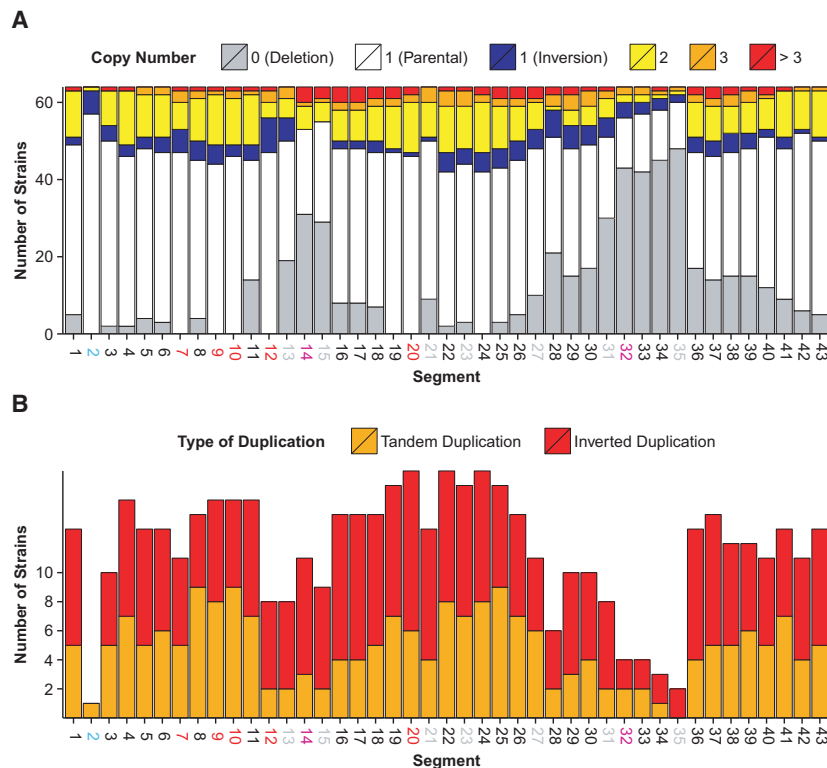 A
Copy Number 0 (Deletion) 1 (Parental) 1 (Inversion) 2 3 > 3
Number of Strains
60
40
20
0
1 2 3 4 5 6 7 8 9 10 11 12 13 14 15 16 17 18 19 20 21 22 23 24 25 26 27 28 29 30 31 32 33 34 35 36 37 38 39 40 41 42 43
Segment
B
Type of Duplication Tandem Duplication Inverted Duplication
Number of Strains
10
8
6
4
2
1 2 3 4 5 6 7 8 9 10 11 12 13 14 15 16 17 18 19 20 21 22 23 24 25 26 27 28 29 30 31 32 33 34 35 36 37 38 39 40 41 42 43
Segment